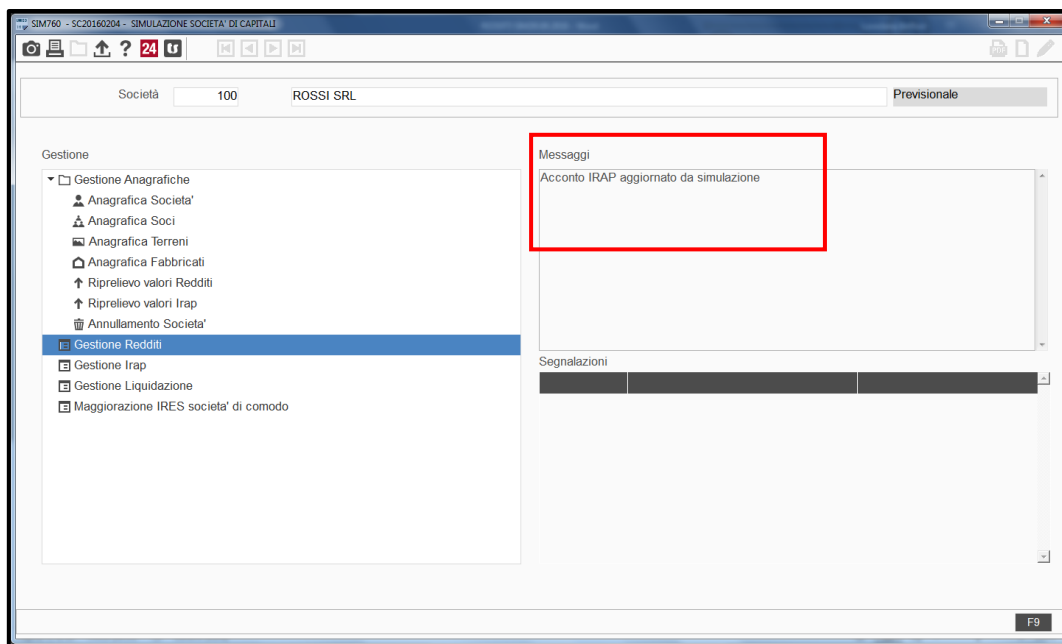 SIM760 - SC20160204 - SIMULAZIONE SOCIETA' DI CAPITALI
? 24 U
PDF
Società 100 ROSSI SRL Previsionale
Gestione
Gestione Anagrafiche
Anagrafica Societa'
Anagrafica Soci
Anagrafica Terreni
Anagrafica Fabbricati
Riprelievo valori Redditi
Riprelievo valori Irap
Annullamento Societa'
Gestione Redditi
Gestione Irap
Gestione Liquidazione
Maggiorazione IRES societa' di comodo
Messaggi
Acconto IRAP aggiornato da simulazione
Segnalazioni
F9